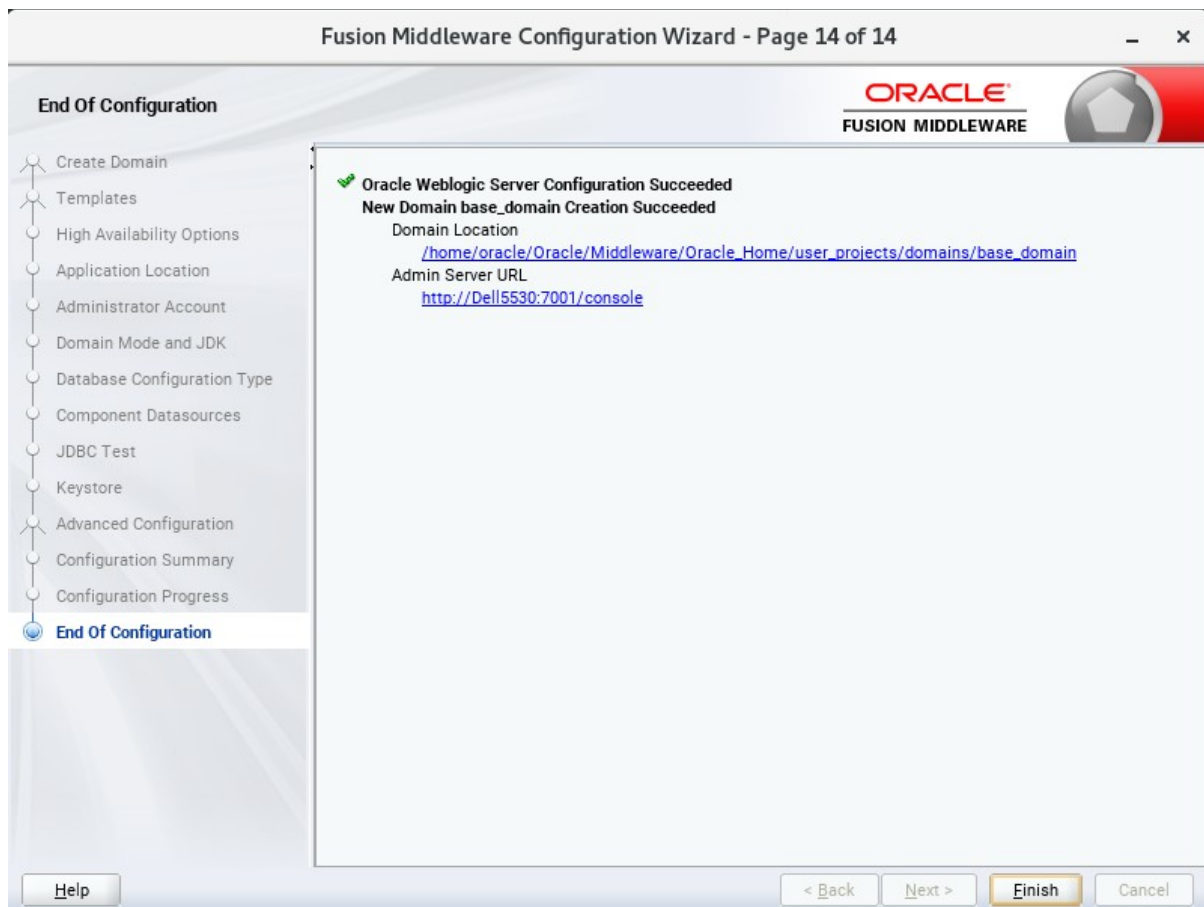 Fusion Middleware Configuration Wizard - Page 14 of 14
End Of Configuration
ORACLE
FUSION MIDDLEWARE
Create Domain
Templates
High Availability Options
Application Location
Administrator Account
Domain Mode and JDK
Database Configuration Type
Component Datasources
JDBC Test
Keystore
Advanced Configuration
Configuration Summary
Configuration Progress
End Of Configuration
Oracle Weblogic Server Configuration Succeeded
New Domain base_domain Creation Succeeded
Domain Location
/home/oracle/Oracle/Middleware/Oracle_Home/user_projects/domains/base_domain
Admin Server URL
http://Dell5530:7001/console
Help
< Back
Next >
Finish
Cancel